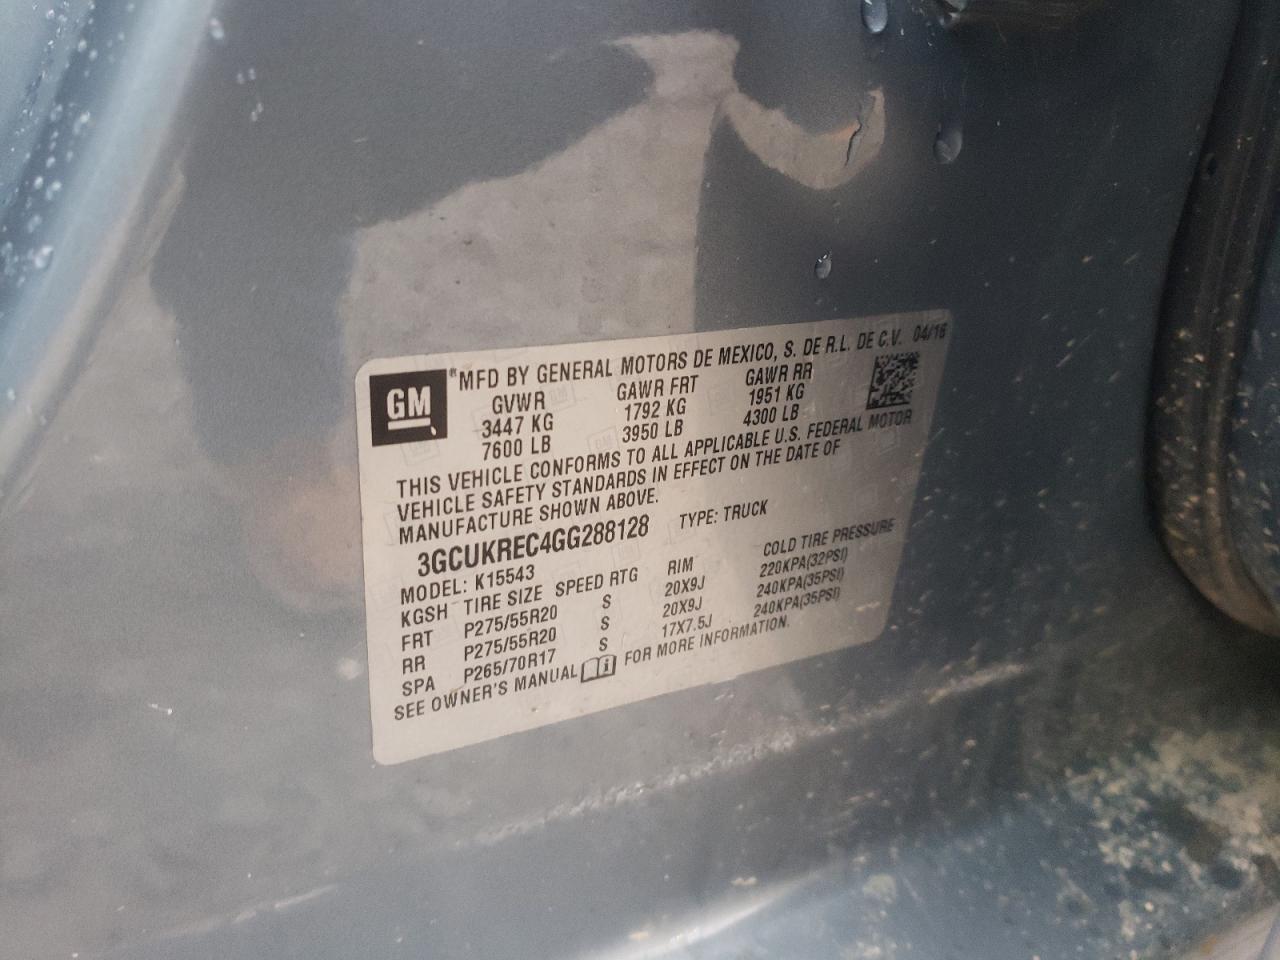 GM ® MFD BY GENERAL MOTORS DE MEXICO, S. DE R.L. DE C.V. 04/16
GVWR GAWR FRT GAWR RR
3447 KG 1792 KG 1951 KG
7600 LB 3950 LB 4300 LB
THIS VEHICLE CONFORMS TO ALL APPLICABLE U.S. FEDERAL MOTOR
VEHICLE SAFETY STANDARDS IN EFFECT ON THE DATE OF
MANUFACTURE SHOWN ABOVE.
3GCUKREC4GG288128 TYPE: TRUCK
MODEL: K15543
KGSH TIRE SIZE SPEED RTG RIM COLD TIRE PRESSURE
FRT P275/55R20 S 20X9J 220KPA(32PSI)
RR P275/55R20 S 20X9J 240KPA(35PSI)
SPA P265/70R17 S 17X7.5J 240KPA(35PSI)
SEE OWNER'S MANUAL FOR MORE INFORMATION.